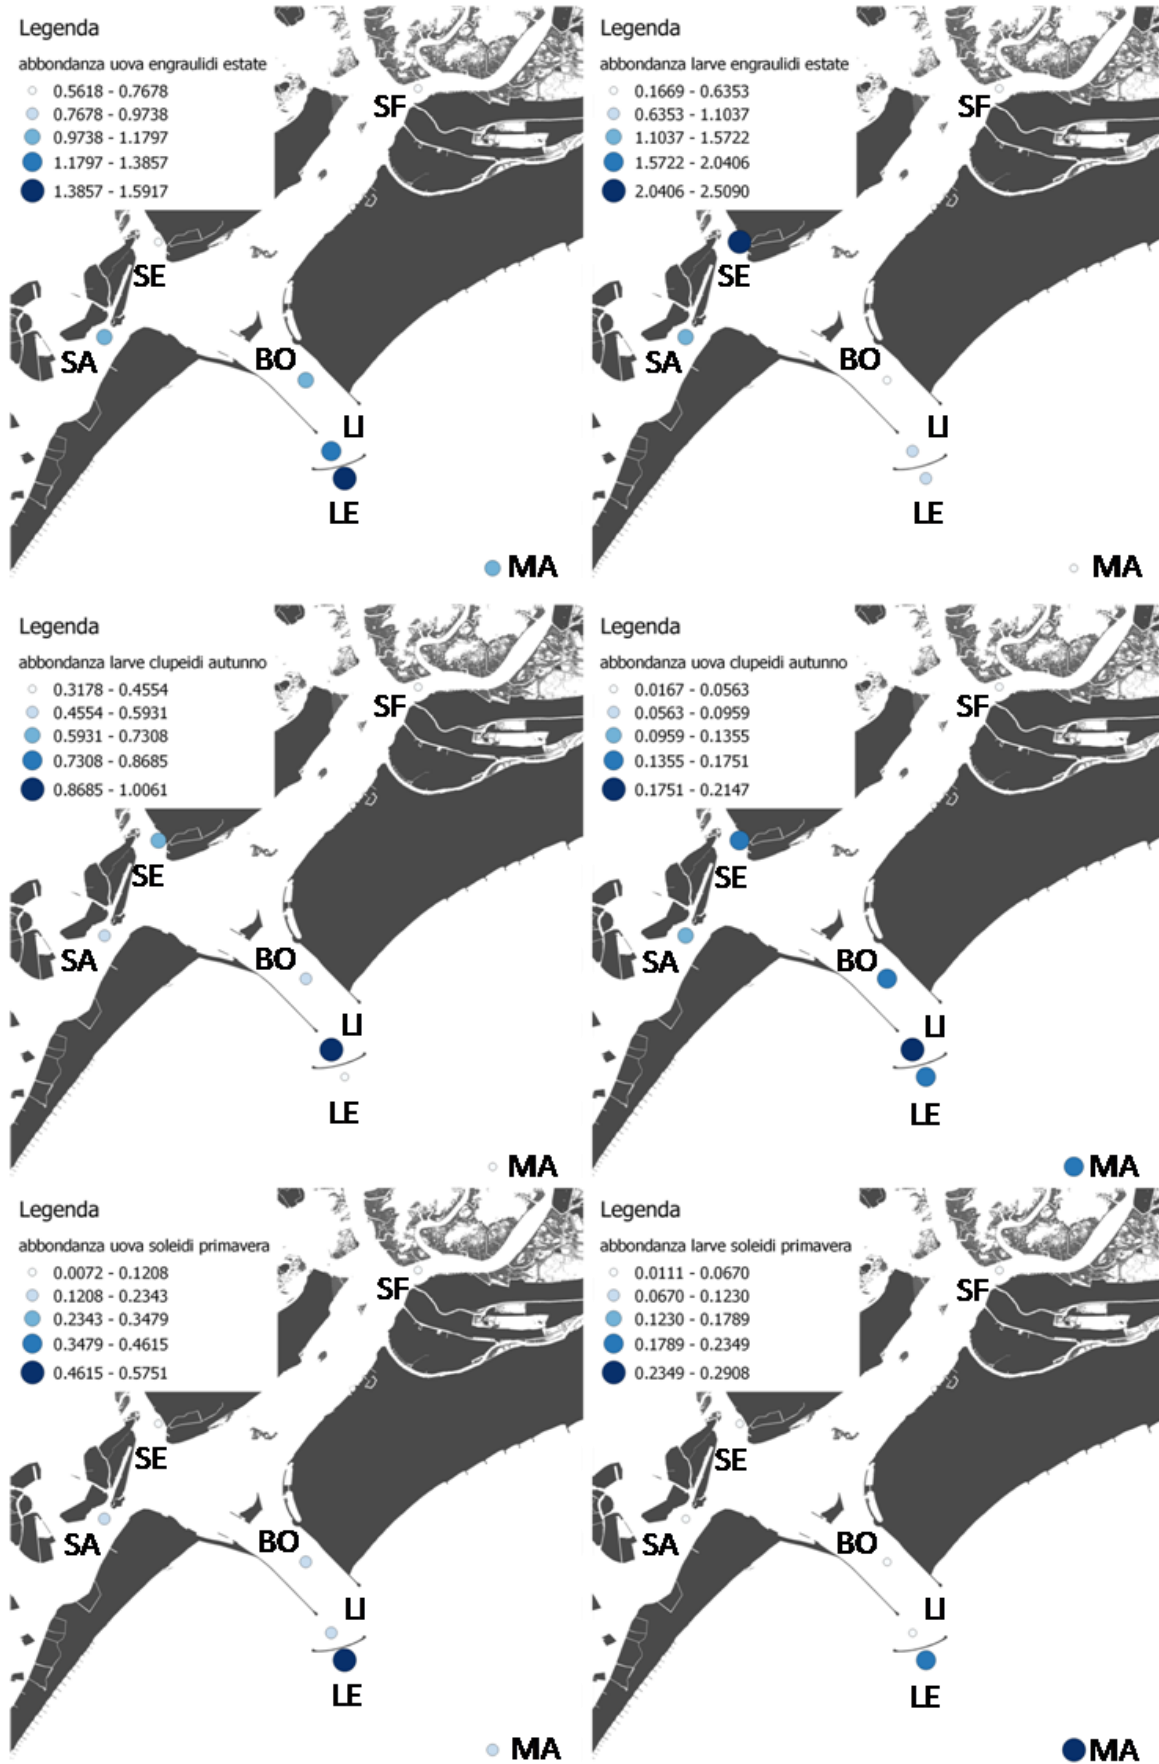 Legenda
abbondanza uova engraulidi estate
0.5618 - 0.7678
0.7678 - 0.9738
0.9738 - 1.1797
1.1797 - 1.3857
1.3857 - 1.5917
SF
SE
SA
BO
LI
LE
MA
Legenda
abbondanza larve engraulidi estate
0.1669 - 0.6353
0.6353 - 1.1037
1.1037 - 1.5722
1.5722 - 2.0406
2.0406 - 2.5090
SF
SE
SA
BO
LI
LE
MA
Legenda
abbondanza larve clupeidi autunno
0.3178 - 0.4554
0.4554 - 0.5931
0.5931 - 0.7308
0.7308 - 0.8685
0.8685 - 1.0061
SF
SE
SA
BO
LI
LE
MA
Legenda
abbondanza uova clupeidi autunno
0.0167 - 0.0563
0.0563 - 0.0959
0.0959 - 0.1355
0.1355 - 0.1751
0.1751 - 0.2147
SF
SE
SA
BO
LI
LE
MA
Legenda
abbondanza uova soleidi primavera
0.0072 - 0.1208
0.1208 - 0.2343
0.2343 - 0.3479
0.3479 - 0.4615
0.4615 - 0.5751
SF
SE
SA
BO
LI
LE
MA
Legenda
abbondanza larve soleidi primavera
0.0111 - 0.0670
0.0670 - 0.1230
0.1230 - 0.1789
0.1789 - 0.2349
0.2349 - 0.2908
SF
SE
SA
BO
LI
LE
MA